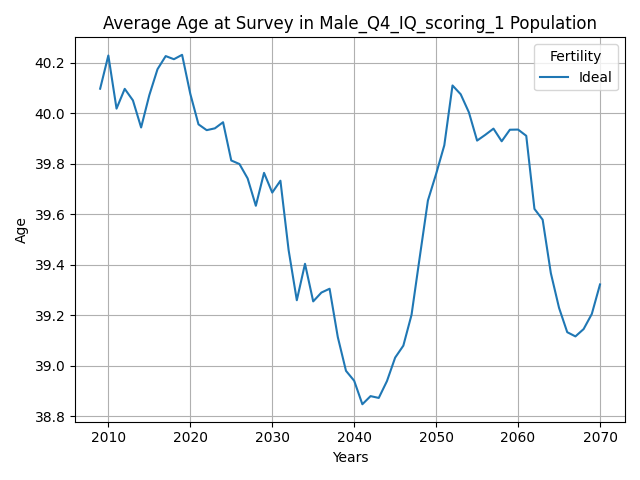 Average Age at Survey in Male_Q4_IQ_scoring_1 Population
Fertility
Ideal
40.2
40.0
39.8
39.6
39.4
39.2
39.0
38.8
Age
2010 2020 2030 2040 2050 2060 2070
Years